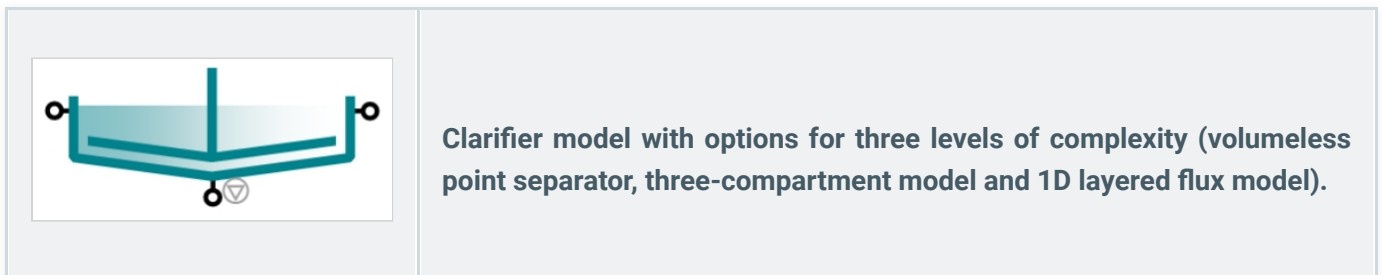 Clarifier model with options for three levels of complexity (volumeless
point separator, three-compartment model and 1D layered flux model).